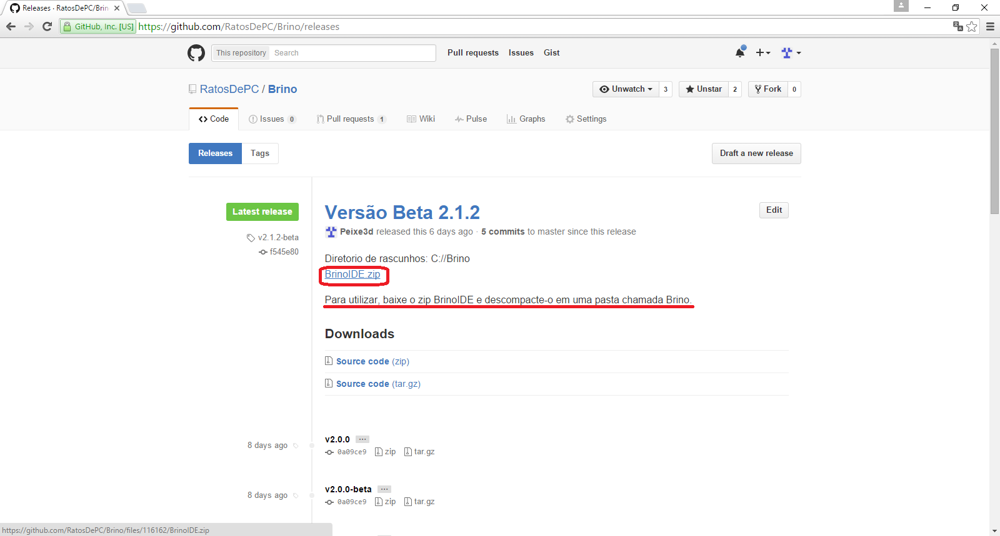 Releases · RatosDePC/Brin
GitHub, Inc. [US] https://github.com/RatosDePC/Brino/releases
This repository Search Pull requests Issues Gist
RatosDePC / Brino Unwatch 3 Unstar 2 Fork 0
Code Issues 0 Pull requests 1 Wiki Pulse Graphs Settings
Releases Tags Draft a new release
Latest release Versão Beta 2.1.2 Edit
Peixe3d released this 6 days ago · 5 commits to master since this release
v2.1.2-beta
f545e80
Diretorio de rascunhos: C://Brino
BrinoIDE.zip
Para utilizar, baixe o zip BrinoIDE e descompacte-o em uma pasta chamada Brino.
Downloads
Source code (zip)
Source code (tar.gz)
v2.0.0 ...
8 days ago
0a09ce9 zip tar.gz
v2.0.0-beta ...
8 days ago
0a09ce9 zip tar.gz
https://github.com/RatosDePC/Brino/files/116162/BrinoIDE.zip